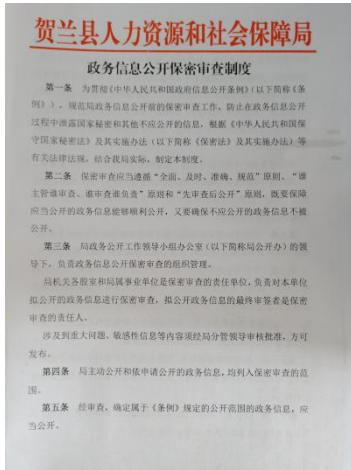 贺兰县人力资源和社会保障局
政务信息公开保密审查制度
第一条 为贯彻《中华人民共和国政府信息公开条例》(以下简称《条
例》),规范局政务信息公开前的保密审查工作,防止在政务信息公开
过程中泄露国家秘密和其他不应公开的信息,根据《中华人民共和国保
守国家秘密法》及其实施办法(以下简称《保密法》及其实施办法)等
有关法律法规,结合我局实际,制定本制度。
第二条 保密审查应当遵循“全面、及时、准确、规范”原则、“谁
主管谁审查、谁审查谁负责”原则和“先审查后公开”原则,既要保障
应当公开的政务信息能够顺利公开,又要确保不应公开的政务信息不被
公开。
第三条 局政务公开工作领导小组办公室(以下简称局公开办)的领
导下,负责政务信息公开保密审查的组织管理。
局机关各股室和局属事业单位是保密审查的责任单位,负责对本单位
拟公开的政务信息进行保密审查,拟公开政务信息的最终审签者是保密
审查的责任人。
涉及到重大问题、敏感性信息等内容须经局分管领导审核批准,方可
发布。
第四条 局主动公开和依申请公开的政务信息,均列入保密审查的范
围。
第五条 经审查,确定属于《条例》规定的公开范围的政务信息,应
当公开。